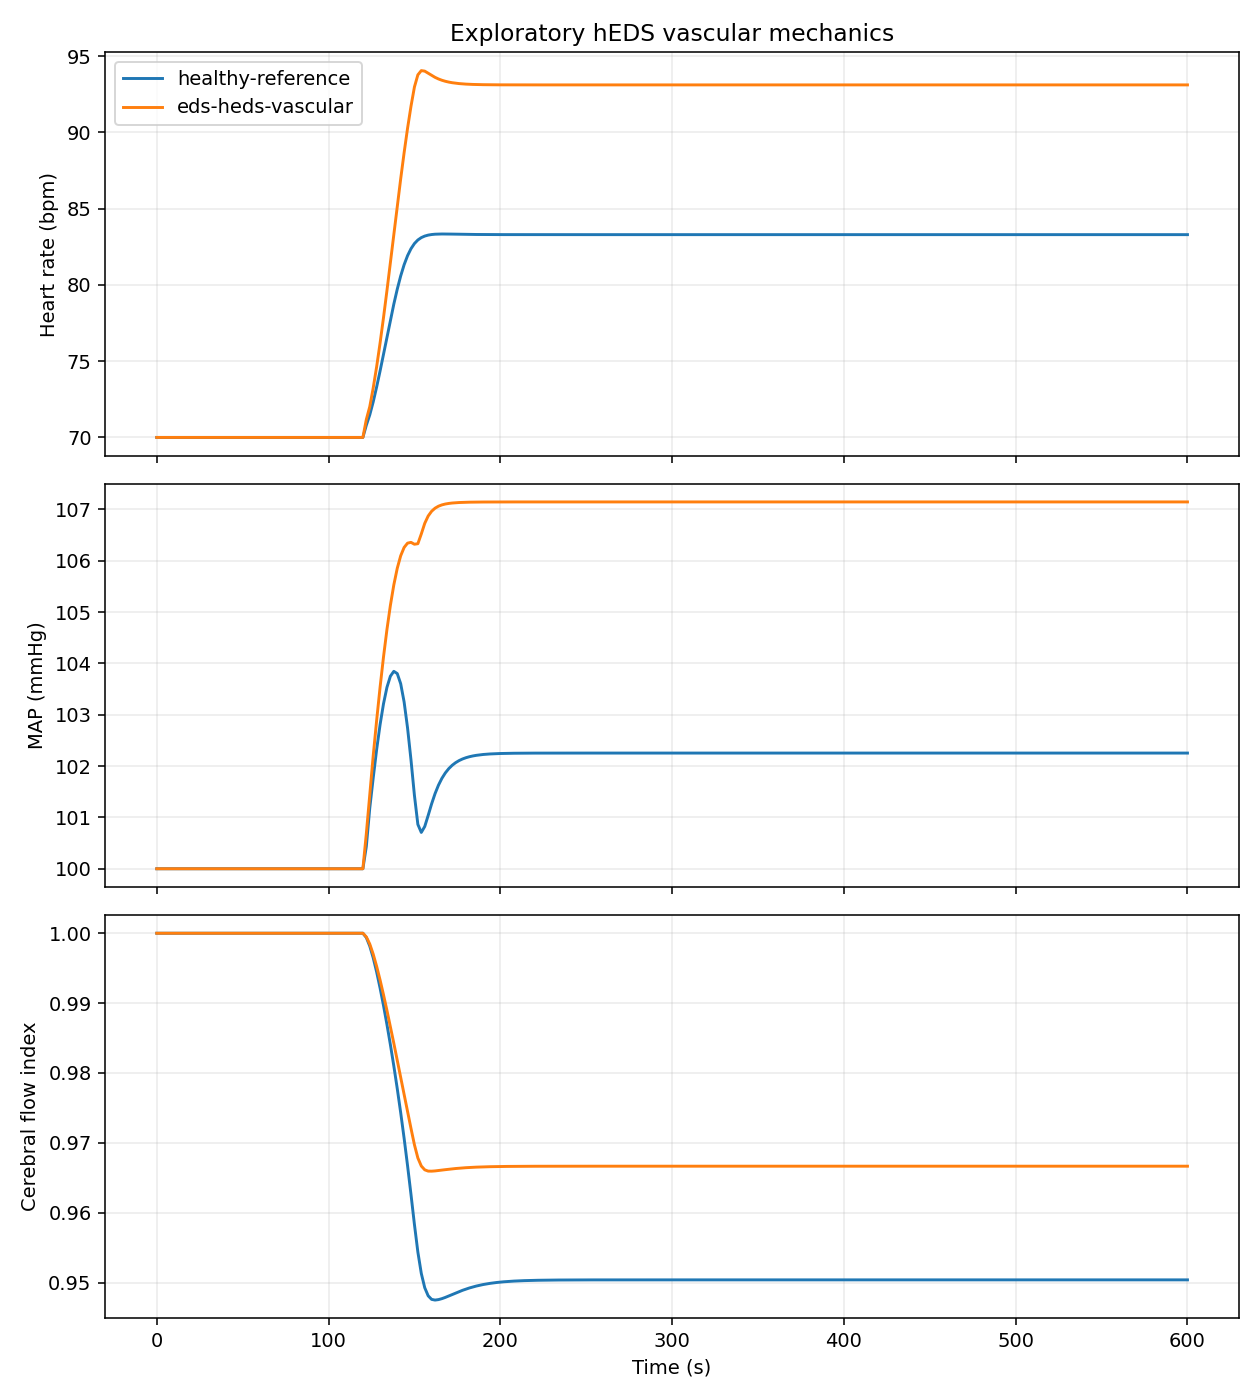 Exploratory hEDS vascular mechanics
healthy-reference
eds-heds-vascular
Heart rate (bpm)
95
90
85
80
75
70
MAP (mmHg)
107
106
105
104
103
102
101
100
Cerebral flow index
1.00
0.99
0.98
0.97
0.96
0.95
0 100 200 300 400 500 600
Time (s)